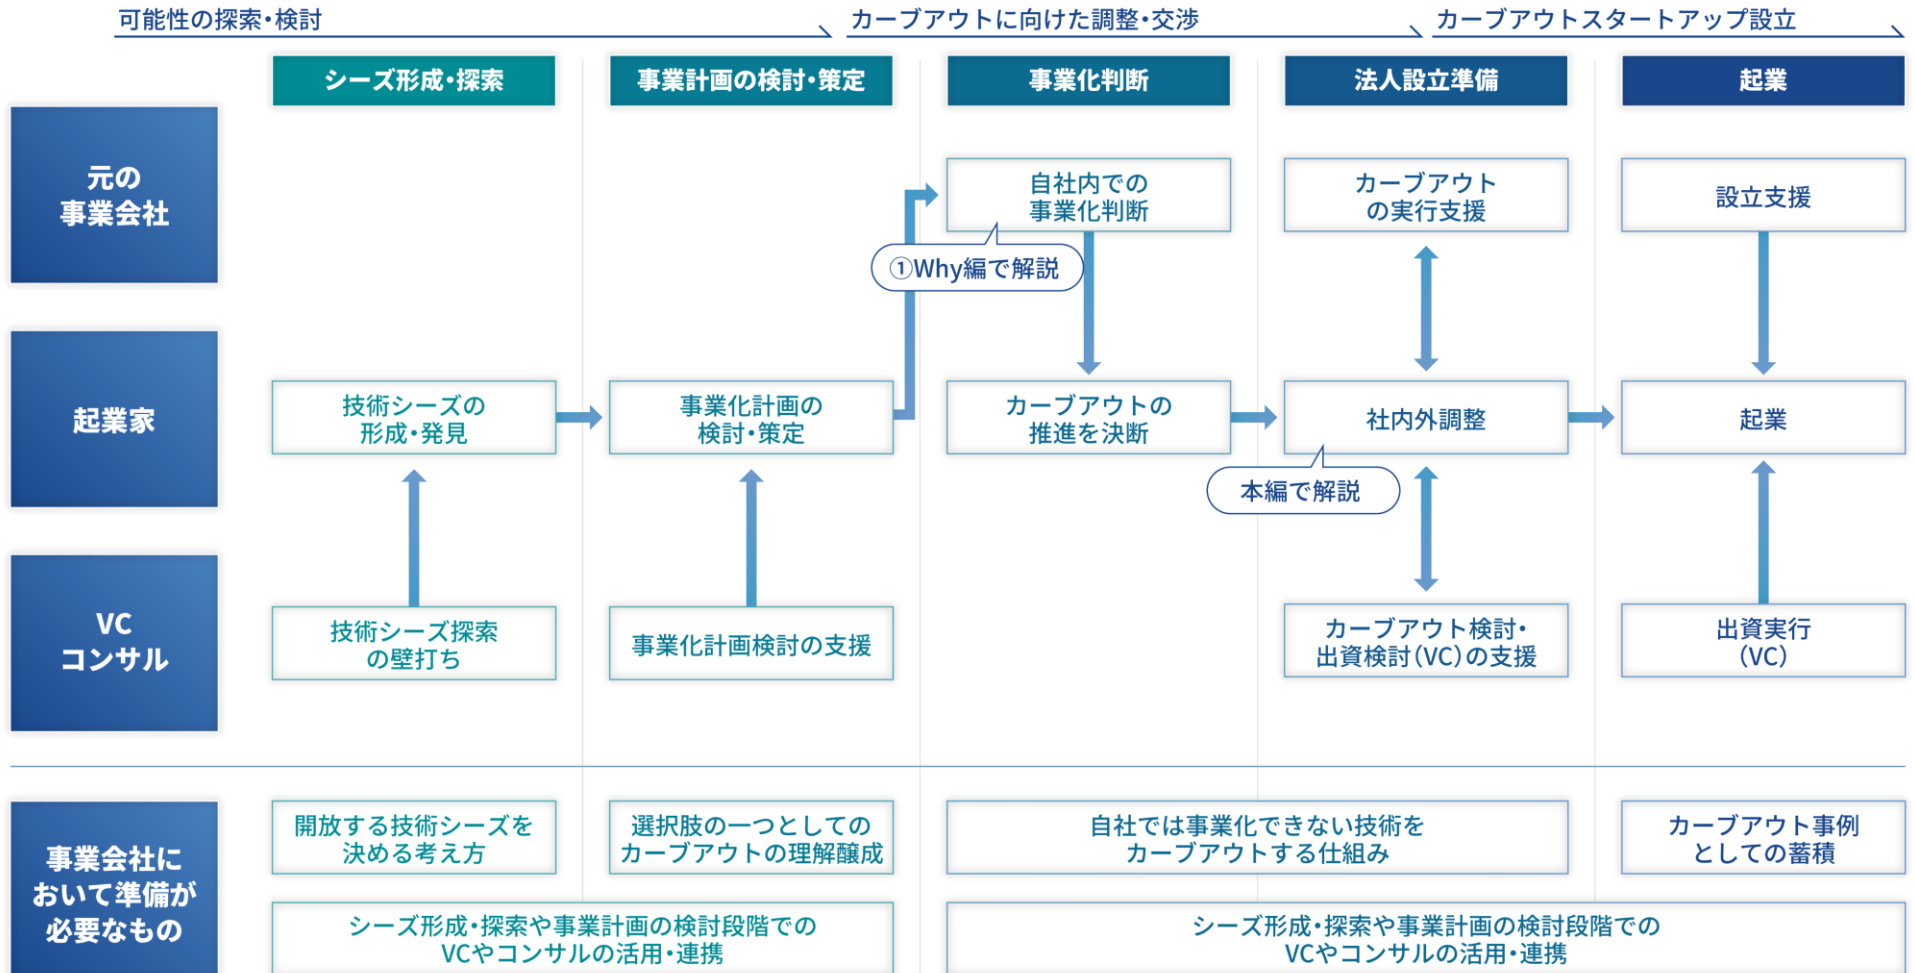 可能性の探索・検討
カーブアウトに向けた調整・交渉
カーブアウトスタートアップ設立
シーズ形成・探索
事業計画の検討・策定
事業化判断
法人設立準備
起業
元の
事業会社
自社内での
事業化判断
カーブアウト
の実行支援
設立支援
①Why編で解説
起業家
技術シーズの
形成・発見
事業化計画の
検討・策定
カーブアウトの
推進を決断
社内外調整
起業
本編で解説
VC
コンサル
技術シーズ探索
の壁打ち
事業化計画検討の支援
カーブアウト検討・
出資検討(VC)の支援
出資実行
(VC)
事業会社に
おいて準備が
必要なもの
開放する技術シーズを
決める考え方
選択肢の一つとしての
カーブアウトの理解醸成
自社では事業化できない技術を
カーブアウトする仕組み
カーブアウト事例
としての蓄積
シーズ形成・探索や事業計画の検討段階での
VCやコンサルの活用・連携
シーズ形成・探索や事業計画の検討段階での
VCやコンサルの活用・連携